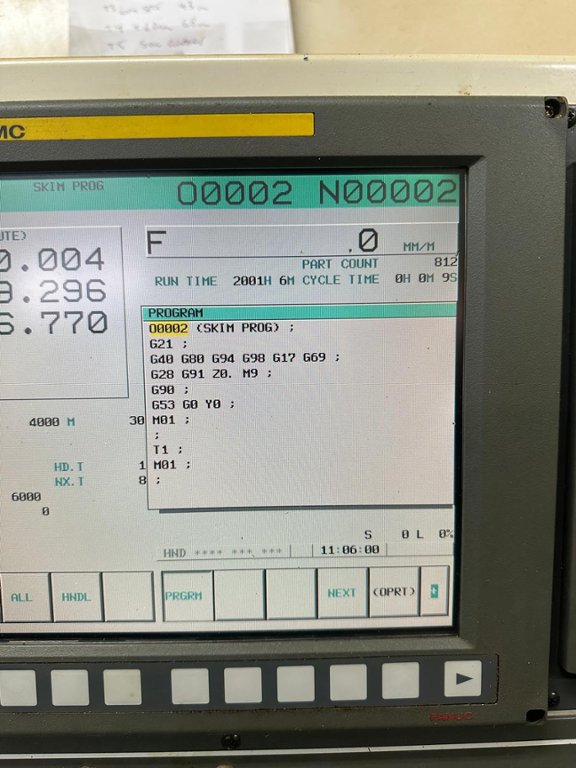 MC
SKIM PROG O0002 N00002
UTE)
0.004
3.296
6.770
F .0 MM/M
PART COUNT 812
RUN TIME 2001H 6M CYCLE TIME 0H 0M 9S
PROGRAM
O0002 (SKIM PROG) ;
G21 ;
G40 G80 G94 G98 G17 G69 ;
G28 G91 Z0. M9 ;
G90 ;
G53 G0 Y0 ;
M01 ;
;
T1 ;
M01 ;
;
4000 M 30
HD.T 1
NX.T 8
6000
0
S 0 L 0%
HND **** *** *** 11:06:00
ALL HNDL PRGRM NEXT (OPRT) +
FANUC